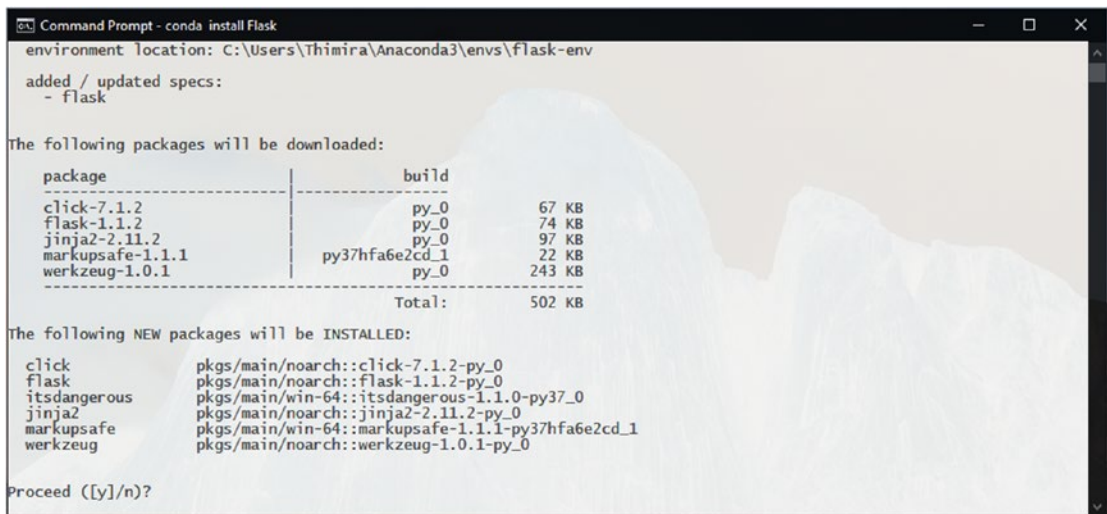 Command Prompt - conda install Flask
environment location: C:\Users\Thimira\Anaconda3\envs\flask-env
added / updated specs:
- flask
The following packages will be downloaded:
package | build
---------------------------|-----------------
click-7.1.2 | py_0 67 KB
flask-1.1.2 | py_0 74 KB
jinja2-2.11.2 | py_0 97 KB
markupsafe-1.1.1 | py37hfa6e2cd_1 22 KB
werkzeug-1.0.1 | py_0 243 KB
------------------------------------------------------------
Total: 502 KB
The following NEW packages will be INSTALLED:
click pkgs/main/noarch::click-7.1.2-py_0
flask pkgs/main/noarch::flask-1.1.2-py_0
itsdangerous pkgs/main/win-64::itsdangerous-1.1.0-py37_0
jinja2 pkgs/main/noarch::jinja2-2.11.2-py_0
markupsafe pkgs/main/win-64::markupsafe-1.1.1-py37hfa6e2cd_1
werkzeug pkgs/main/noarch::werkzeug-1.0.1-py_0
Proceed ([y]/n)?